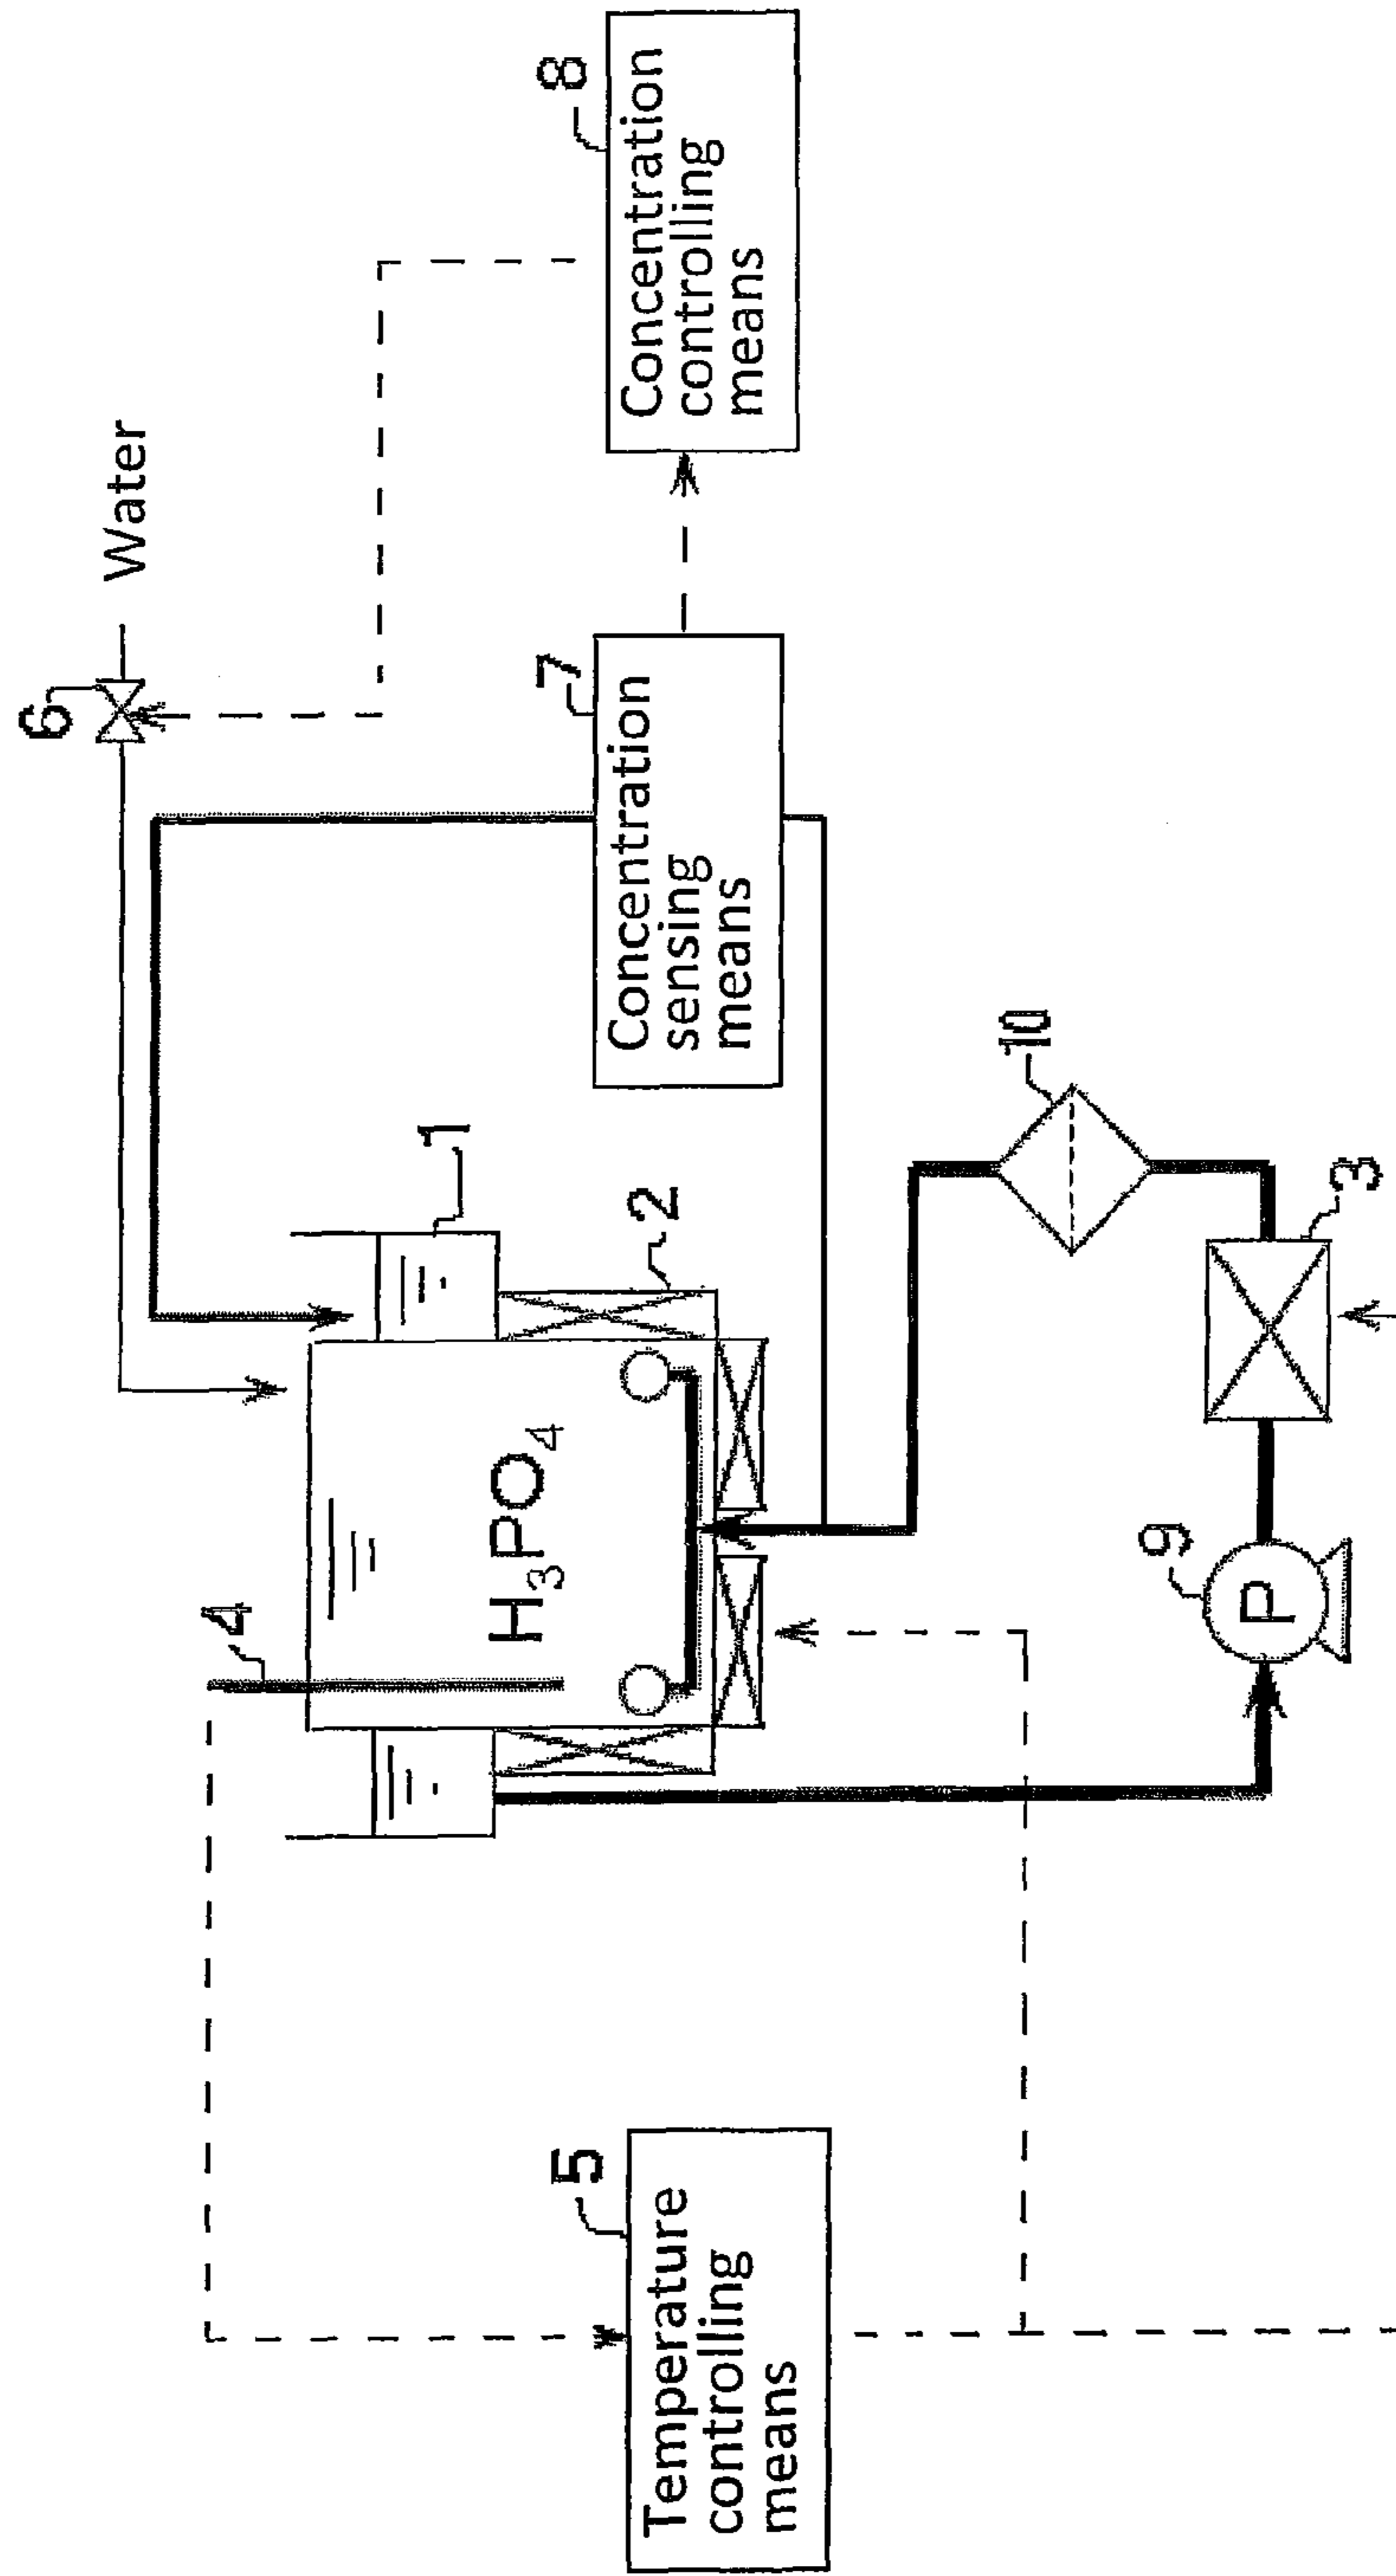 6
Water
4
H3PO4
1
2
5
Temperature
controlling
means
7
Concentration
sensing
means
8
Concentration
controlling
means
10
9
P
3